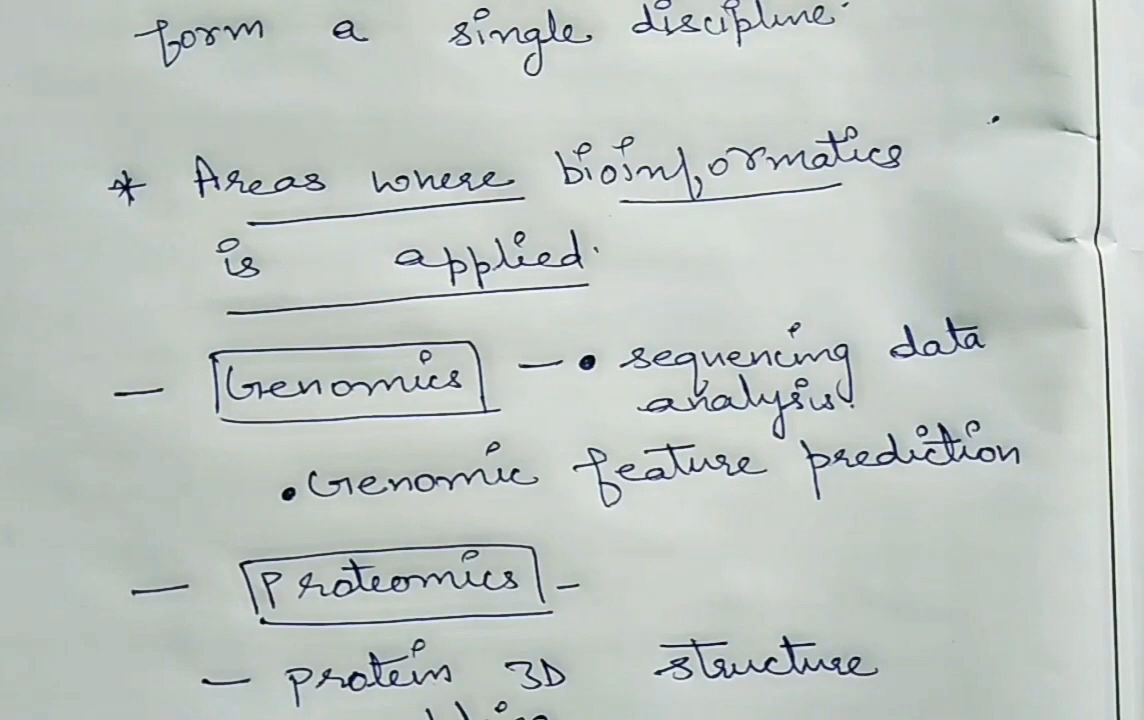 form a single discipline.
* Areas where bioinformatics
is applied.
- Genomics - • sequencing data
analysis.
• Genomic feature prediction
- Proteomics -
- protein 3D structure